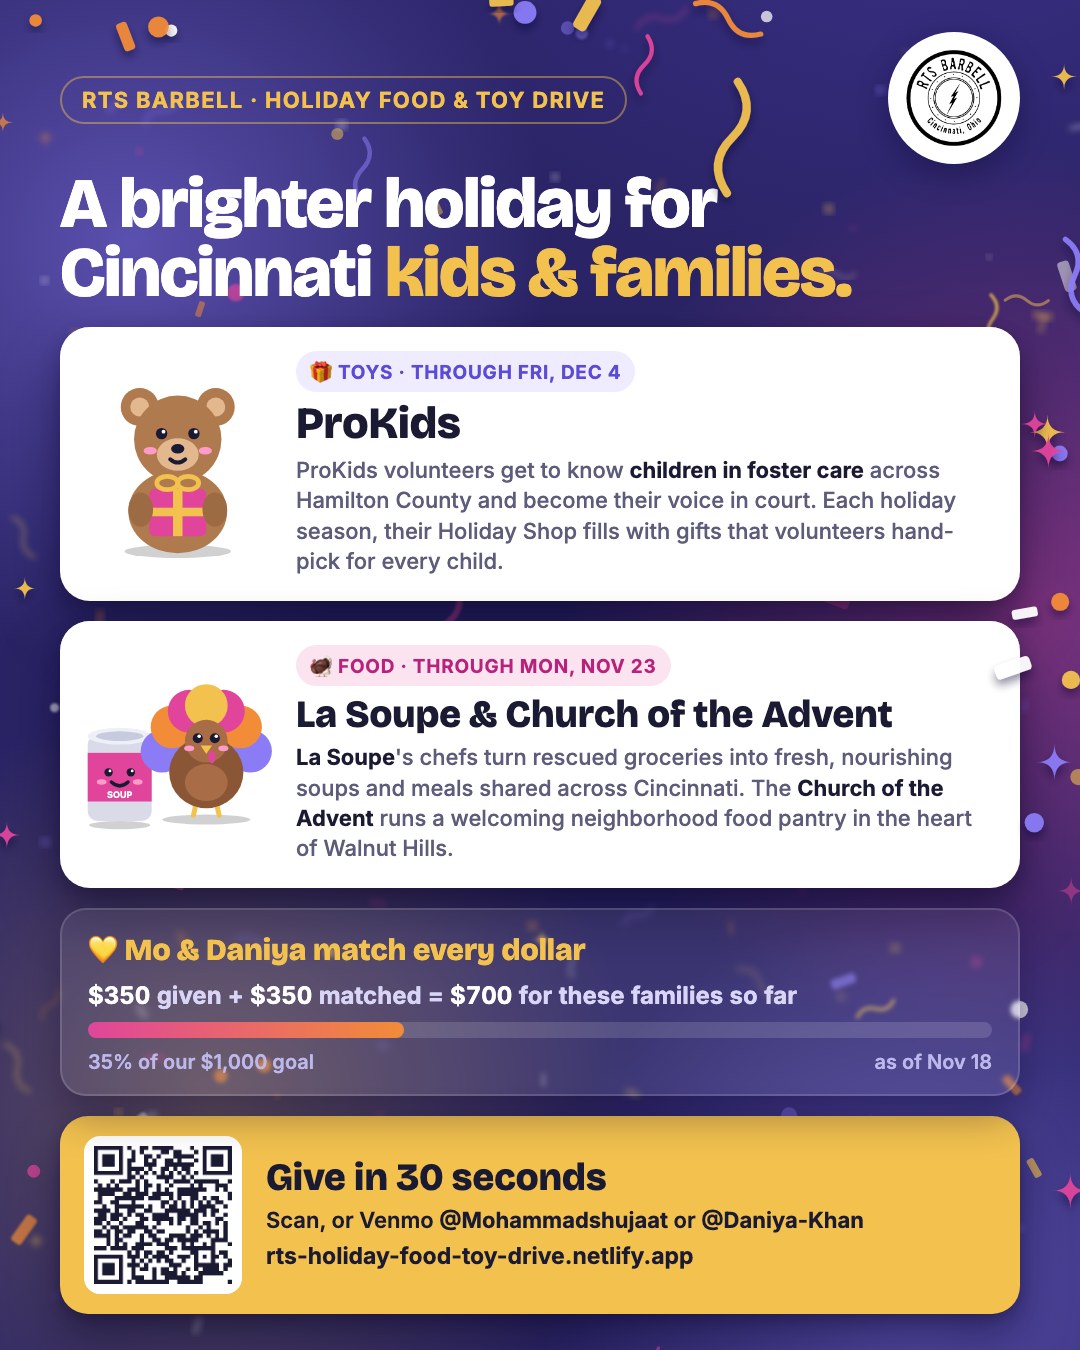 RTS BARBELL · HOLIDAY FOOD & TOY DRIVE
RTS BARBELL
Cincinnati, Ohio
A brighter holiday for
Cincinnati kids & families.
🎁 TOYS · THROUGH FRI, DEC 4
ProKids
ProKids volunteers get to know children in foster care across
Hamilton County and become their voice in court. Each holiday
season, their Holiday Shop fills with gifts that volunteers hand-
pick for every child.
🦃 FOOD · THROUGH MON, NOV 23
La Soupe & Church of the Advent
SOUP
La Soupe's chefs turn rescued groceries into fresh, nourishing
soups and meals shared across Cincinnati. The Church of the
Advent runs a welcoming neighborhood food pantry in the heart
of Walnut Hills.
💛 Mo & Daniya match every dollar
$350 given + $350 matched = $700 for these families so far
35% of our $1,000 goal
as of Nov 18
Give in 30 seconds
Scan, or Venmo @Mohammadshujaat or @Daniya-Khan
rts-holiday-food-toy-drive.netlify.app